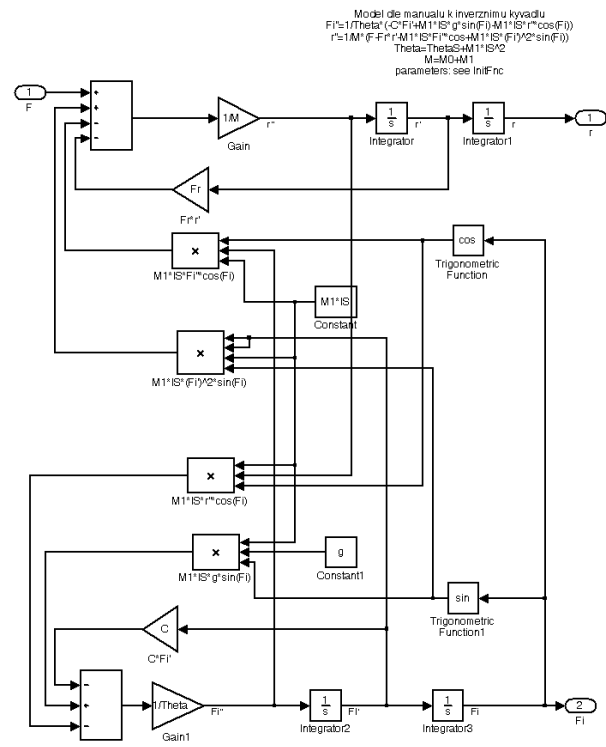 Model dle manualu k inverznimu kyvadlu
Fi''=1/Theta*(-C*Fi'+M1*lS*g*sin(Fi)-M1*lS*r''*cos(Fi))
r''=1/M*(F-Fr*r'-M1*lS*Fi''*cos+M1*lS*(Fi')^2*sin(Fi))
Theta=ThetaS+M1*lS^2
M=M0+M1
parameters: see InitFnc
1
F
+
+
−
−
1/M
Gain
r''
1
s
Integrator
r'
1
s
Integrator1
r
1
r
Fr
Fr*r'
×
M1*lS*Fi''*cos(Fi)
cos
Trigonometric
Function
M1*lS
Constant
×
M1*lS*(Fi')^2*sin(Fi)
×
M1*lS*r''*cos(Fi)
×
M1*lS*g*sin(Fi)
g
Constant1
sin
Trigonometric
Function1
C
C*Fi'
−
+
−
1/Theta
Gain1
Fi''
1
s
Integrator2
Fi'
1
s
Integrator3
Fi
2
Fi